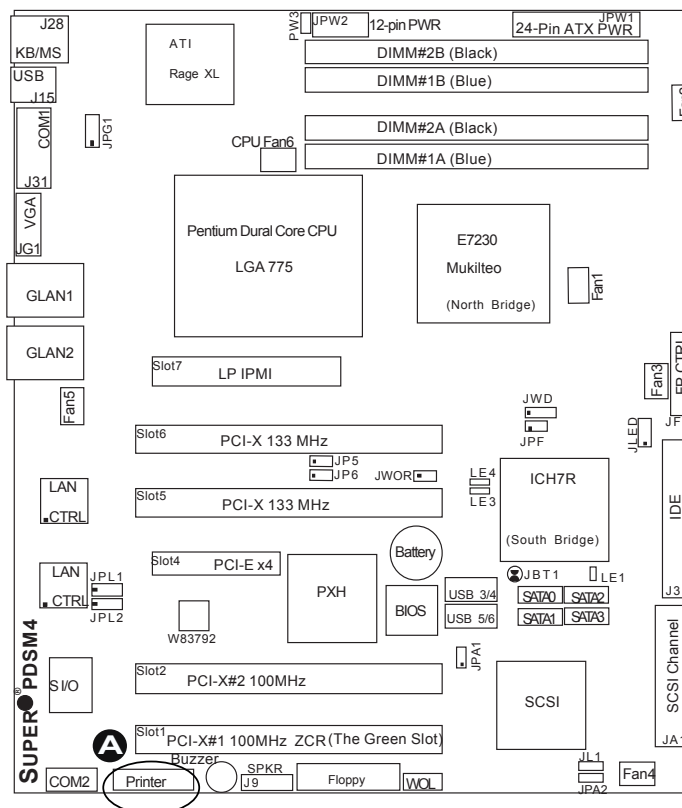 J28
KB/MS
USB
J15
COM1
J31
VGA
JG1
GLAN1
GLAN2
Fan5
JPG1
ATI
Rage XL
PW3
JPW2
12-pin PWR
JPW1
24-Pin ATX PWR
DIMM#2B (Black)
DIMM#1B (Blue)
DIMM#2A (Black)
DIMM#1A (Blue)
CPU Fan6
Pentium Dural Core CPU
LGA 775
E7230
Mukilteo
(North Bridge)
Fan1
Slot7
LP IPMI
Fan3
FP CTRL
JF
JWD
JPF
JLED
Slot6
PCI-X 133 MHz
JP5
JP6
JWOR
LE4
LE3
ICH7R
(South Bridge)
IDE
J3
LAN
CTRL
Slot5
PCI-X 133 MHz
Slot4
PCI-E x4
PXH
Battery
BIOS
USB 3/4
USB 5/6
JBT1
LE1
SATA0
SATA2
SATA1
SATA3
LAN
CTRL
JPL1
JPL2
W83792
JPA1
SCSI Channel
JA1
SCSI
SUPER® PDSM4
S I/O
Slot2
PCI-X#2 100MHz
A
Slot1
PCI-X#1 100MHz ZCR (The Green Slot)
Buzzer
COM2
Printer
SPKR
J9
Floppy
WOL
JL1
JPA2
Fan4